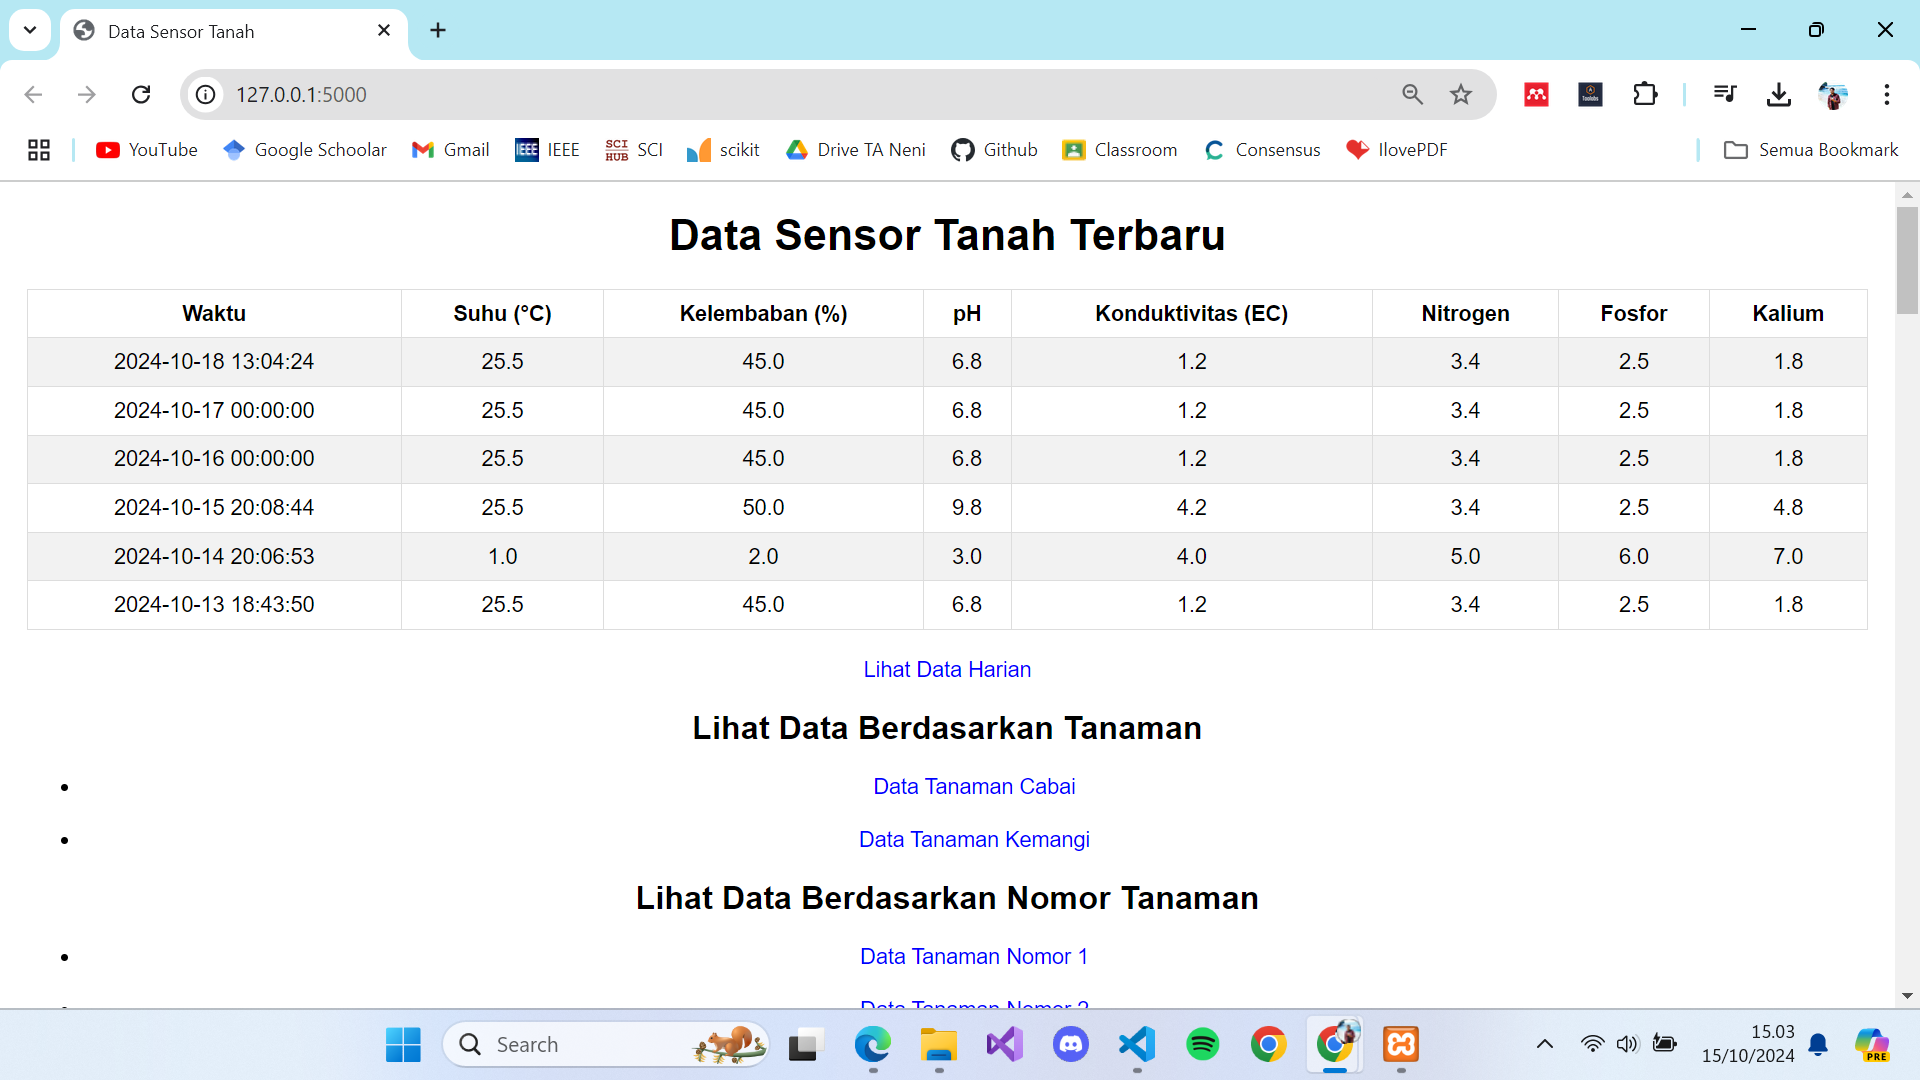 Data Sensor Tanah
127.0.0.1:5000
YouTube Google Schoolar Gmail IEEE IEEE SCI HUB SCI scikit Drive TA Neni Github Classroom Consensus IlovePDF Semua Bookmark
Data Sensor Tanah Terbaru
Waktu Suhu (°C) Kelembaban (%) pH Konduktivitas (EC) Nitrogen Fosfor Kalium
2024-10-18 13:04:24 25.5 45.0 6.8 1.2 3.4 2.5 1.8
2024-10-17 00:00:00 25.5 45.0 6.8 1.2 3.4 2.5 1.8
2024-10-16 00:00:00 25.5 45.0 6.8 1.2 3.4 2.5 1.8
2024-10-15 20:08:44 25.5 50.0 9.8 4.2 3.4 2.5 4.8
2024-10-14 20:06:53 1.0 2.0 3.0 4.0 5.0 6.0 7.0
2024-10-13 18:43:50 25.5 45.0 6.8 1.2 3.4 2.5 1.8
Lihat Data Harian
Lihat Data Berdasarkan Tanaman
Data Tanaman Cabai
Data Tanaman Kemangi
Lihat Data Berdasarkan Nomor Tanaman
Data Tanaman Nomor 1
Data Tanaman Nomor 2
Search
15.03
15/10/2024
PRE